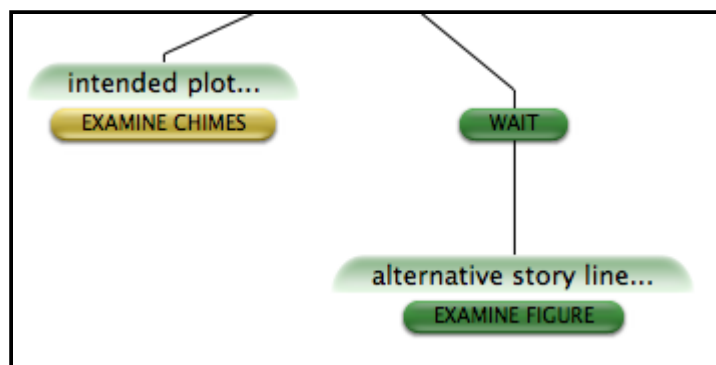 intended plot...
EXAMINE CHIMES
WAIT
alternative story line...
EXAMINE FIGURE